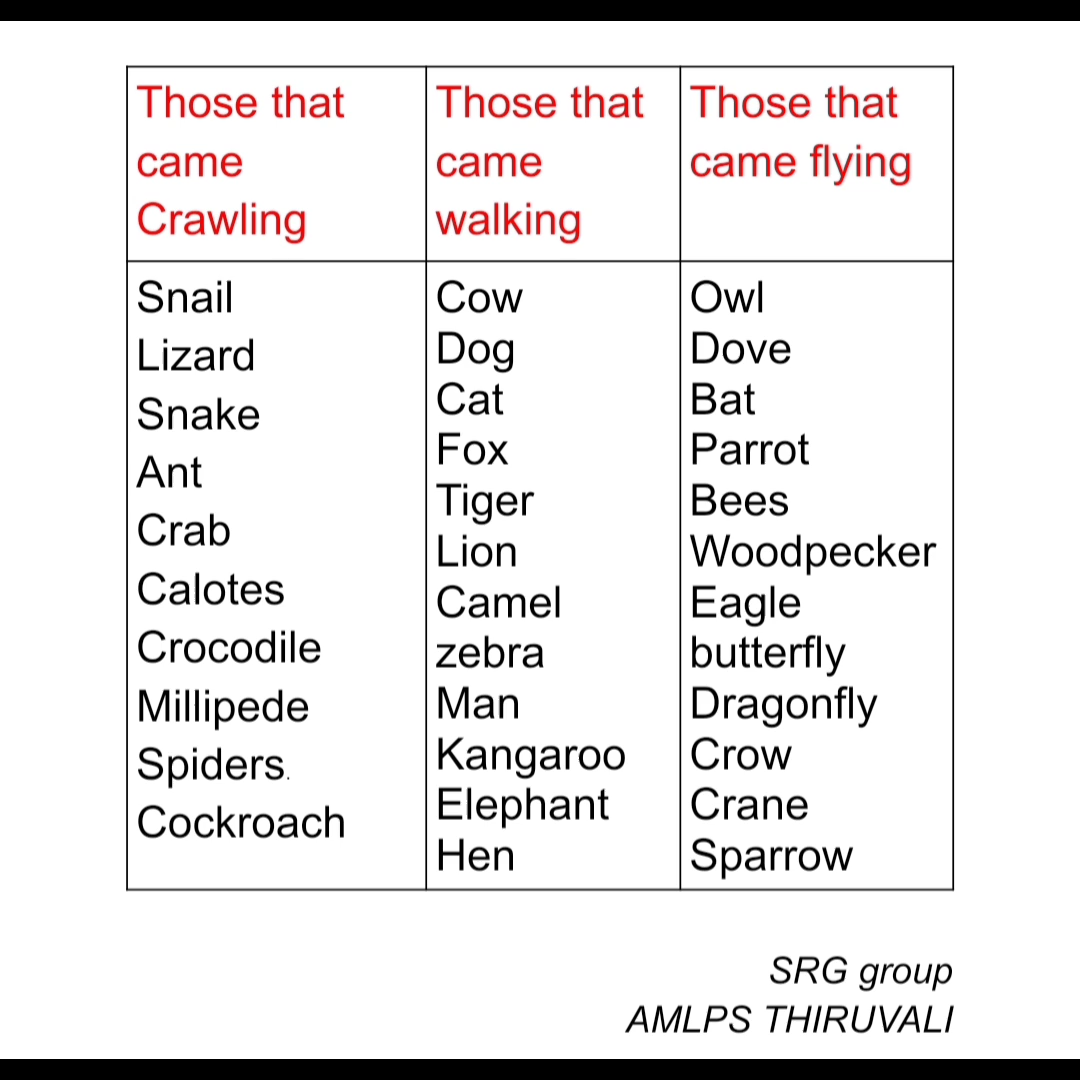 Those that
came
Crawling
Those that
came
walking
Those that
came flying
Snail
Lizard
Snake
Ant
Crab
Calotes
Crocodile
Millipede
Spiders.
Cockroach
Cow
Dog
Cat
Fox
Tiger
Lion
Camel
zebra
Man
Kangaroo
Elephant
Hen
Owl
Dove
Bat
Parrot
Bees
Woodpecker
Eagle
butterfly
Dragonfly
Crow
Crane
Sparrow
SRG group
AMLPS THIRUVALI